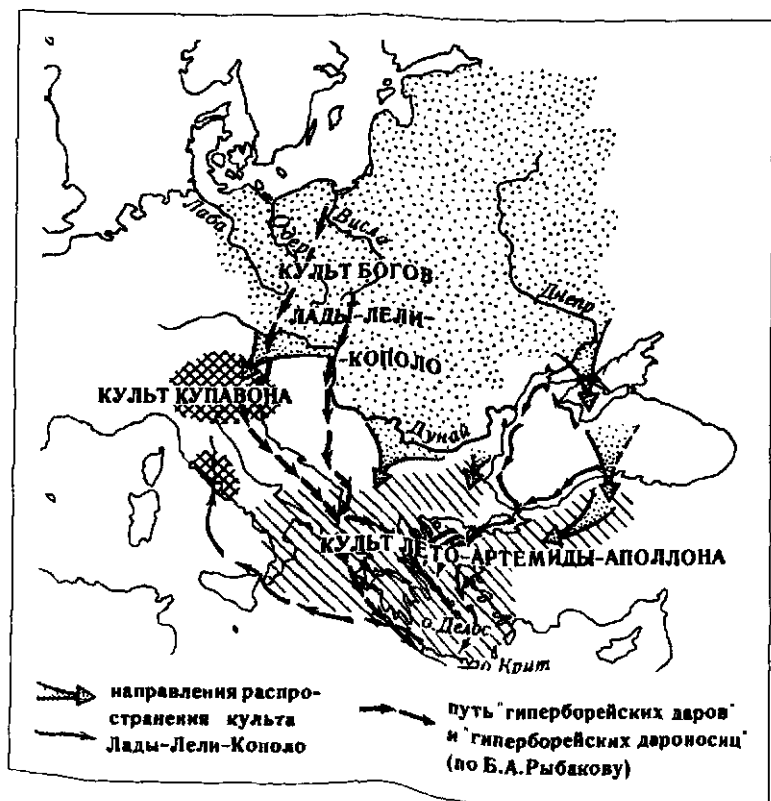 Лаба
Одер
Висла
КУЛЬТ БОГОВ
Днепр
ЛАДЫ-ЛЕЛИ-
-КОПОЛО
КУЛЬТ КУПАВОНА
Дунай
КУЛЬТ ЛЕТО-АРТЕМИДЫ-АПОЛЛОНА
о.Делос
о. Крит
направления распро-
странения культа
Лады-Лели-Кополо
путь "гиперборейских даров"
и "гиперборейских дароносиц"
(по Б.А.Рыбакову)